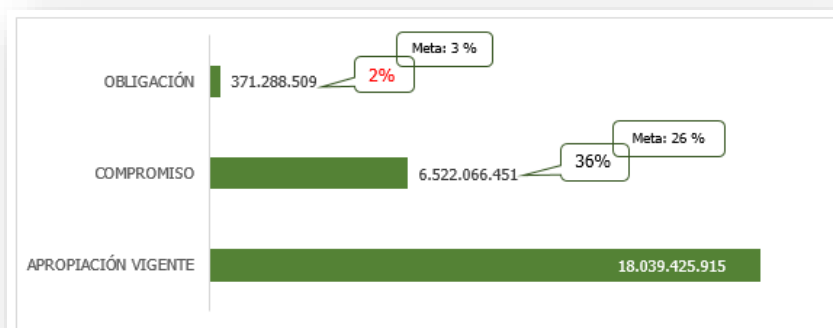 Meta: 3 %
OBLIGACIÓN 371.288.509 2%
Meta: 26 %
COMPROMISO 6.522.066.451 36%
APROPIACIÓN VIGENTE 18.039.425.915